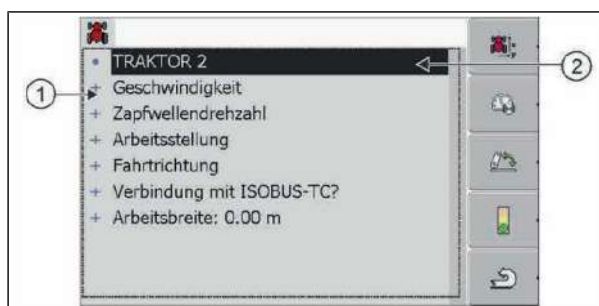 TRAKTOR 2
Geschwindigkeit
Zapfwellendrehzahl
Arbeitsstellung
Fahrtrichtung
Verbindung mit ISOBUS-TC?
Arbeitsbreite: 0.00 m
1
2